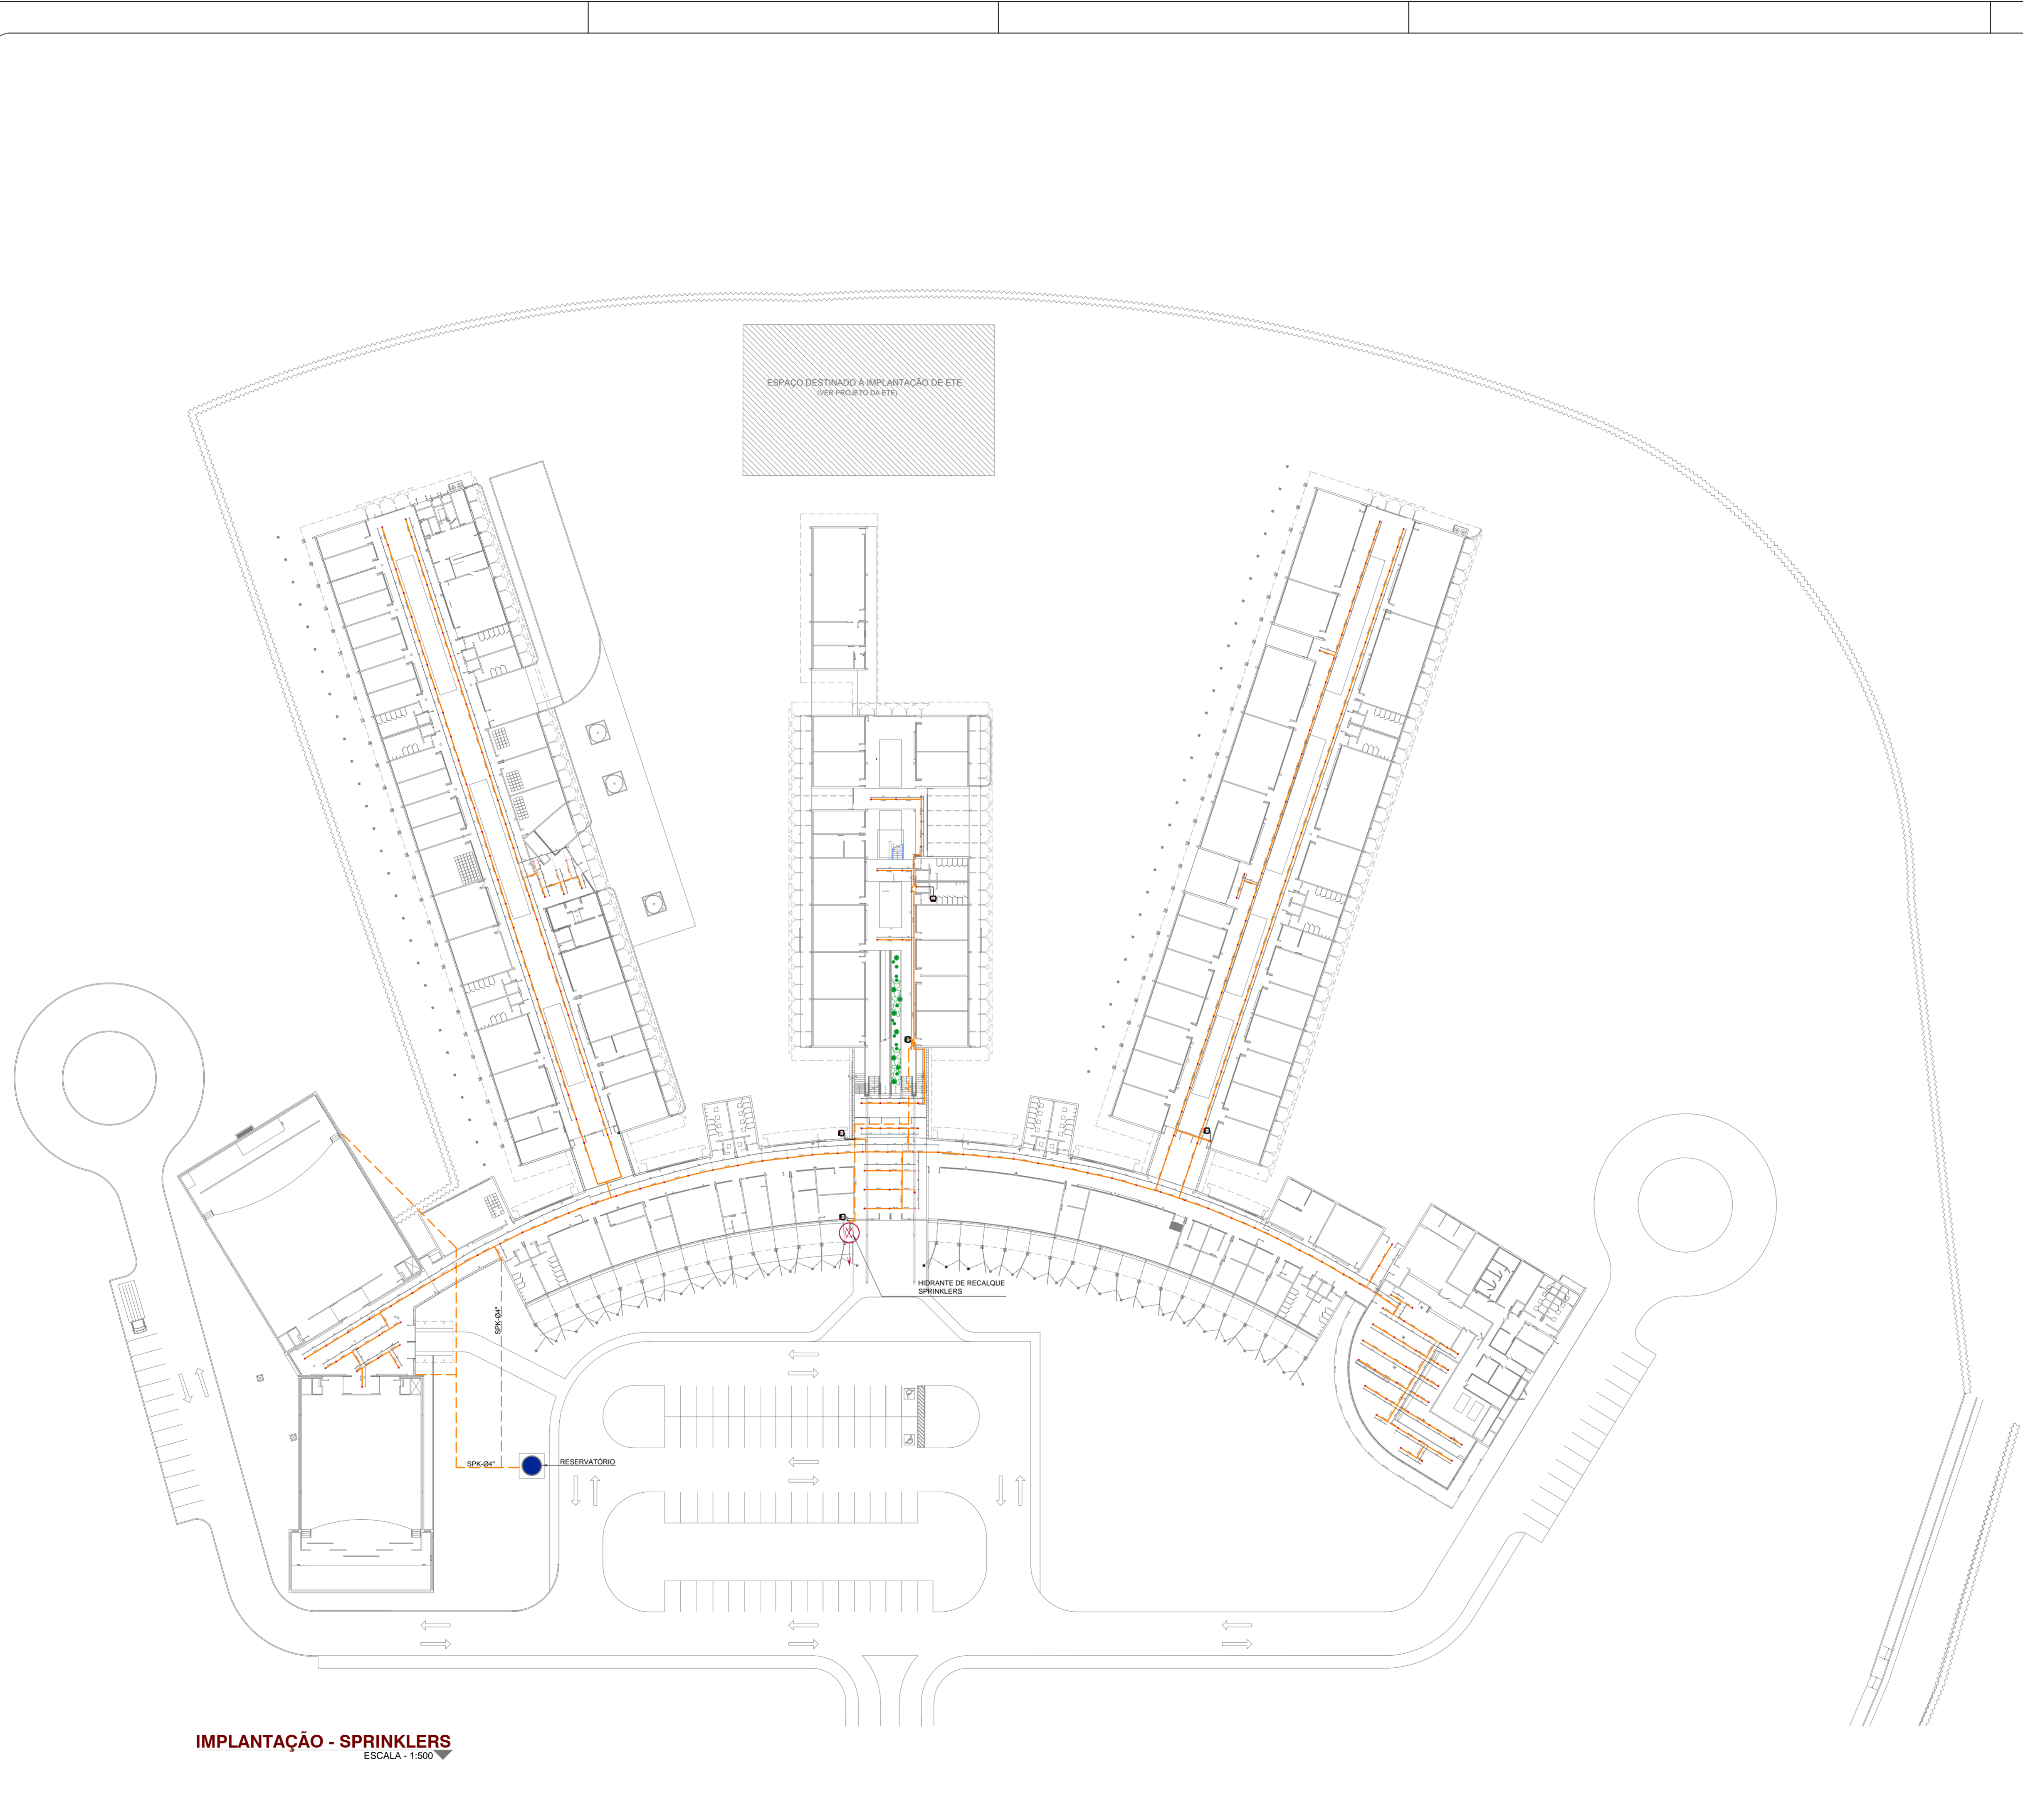 ESPAÇO DESTINADO À IMPLANTAÇÃO DE ETE
(VER PROJETO DA ETE)
HIDRANTE DE RECALQUE
SPRINKLERS
SPK-Ø4"
SPK-Ø4"
RESERVATÓRIO
IMPLANTAÇÃO - SPRINKLERS
ESCALA - 1:500